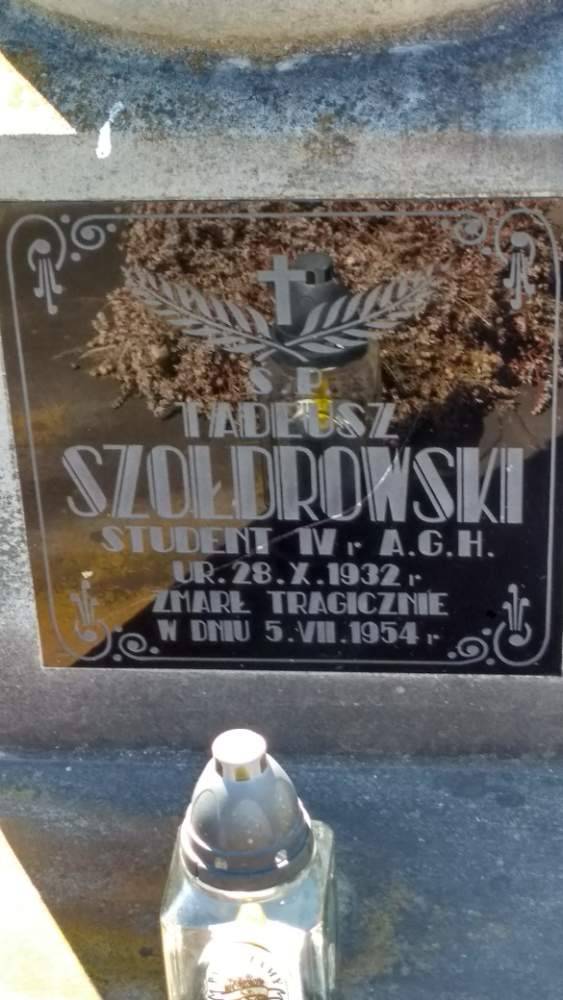 Ś P.
TADEUSZ
SZOŁDROWSKI
STUDENT IV r A.G.H.
UR. 28.X.1932 r
ZMARŁ TRAGICZNIE
W DNIU 5.VII.1954 r